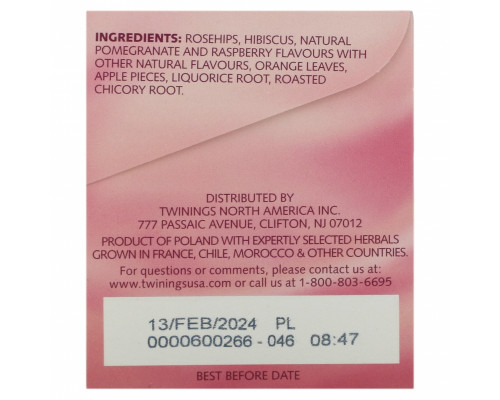 INGREDIENTS: ROSEHIPS, HIBISCUS, NATURAL
POMEGRANATE AND RASPBERRY FLAVOURS WITH
OTHER NATURAL FLAVOURS, ORANGE LEAVES,
APPLE PIECES, LIQUORICE ROOT, ROASTED
CHICORY ROOT.
DISTRIBUTED BY
TWININGS NORTH AMERICA INC.
777 PASSAIC AVENUE, CLIFTON, NJ 07012
PRODUCT OF POLAND WITH EXPERTLY SELECTED HERBALS
GROWN IN FRANCE, CHILE, MOROCCO & OTHER COUNTRIES.
For questions or comments, please contact us at:
www.twiningsusa.com or call us at 1-800-803-6695
13/FEB/2024 PL
0000600266 - 046 08:47
BEST BEFORE DATE